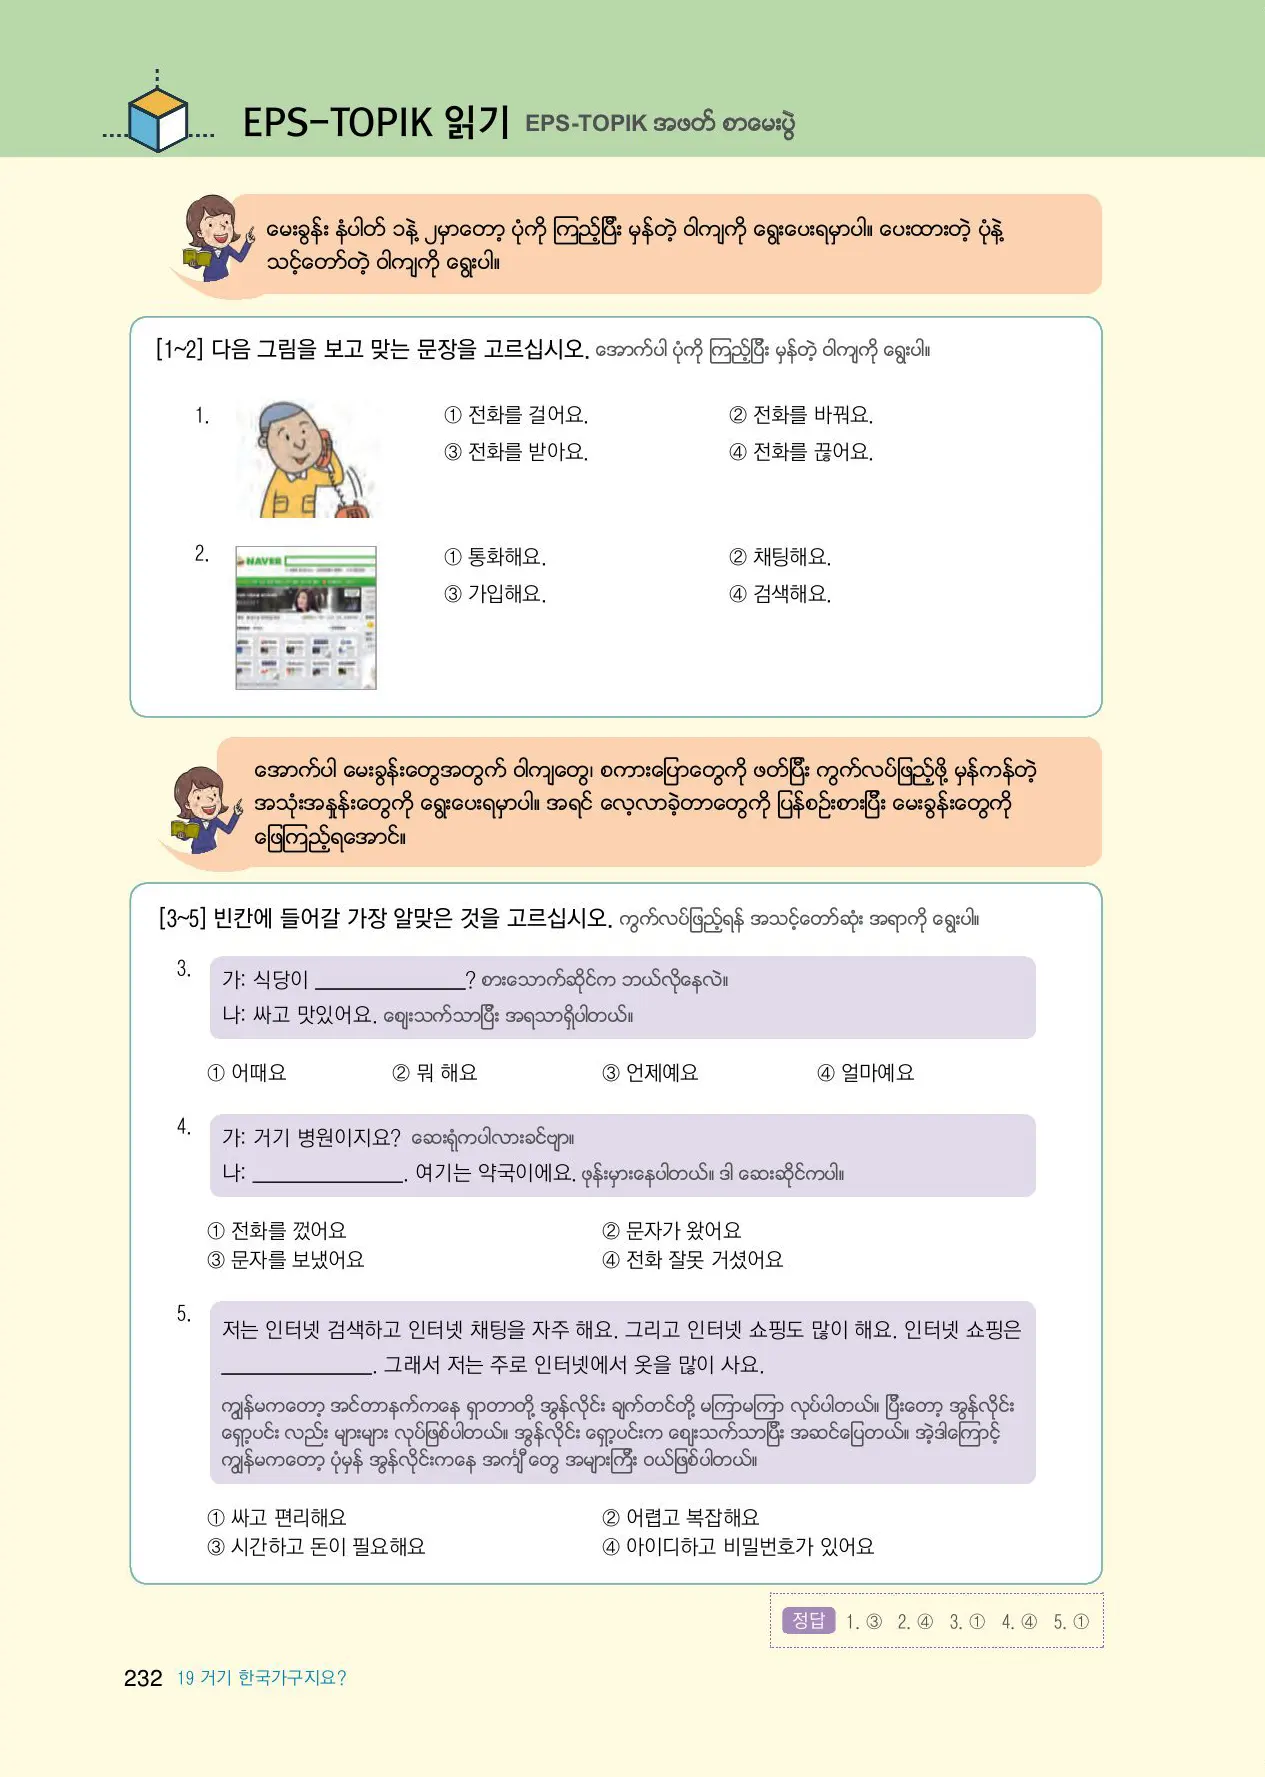 EPS-TOPIK 읽기 EPS-TOPIK အဖတ် စာမေးပွဲ
မေးခွန်း နံပါတ် ၁နဲ့ ၂မှာတော့ ပုံကို ကြည့်ပြီး မှန်တဲ့ ဝါကျကို ရွေးပေးရမှာပါ။ ပေးထားတဲ့ ပုံနဲ့
သင့်တော်တဲ့ ဝါကျကို ရွေးပါ။
[1~2] 다음 그림을 보고 맞는 문장을 고르십시오. အောက်ပါ ပုံကို ကြည့်ပြီး မှန်တဲ့ ဝါကျကို ရွေးပါ။
1. ① 전화를 걸어요. ② 전화를 바꿔요.
③ 전화를 받아요. ④ 전화를 끊어요.
2. ① 통화해요. ② 채팅해요.
NAVER
③ 가입해요. ④ 검색해요.
အောက်ပါ မေးခွန်းတွေအတွက် ဝါကျတွေ၊ စကားပြောတွေကို ဖတ်ပြီး ကွက်လပ်ဖြည့်ဖို့ မှန်ကန်တဲ့
အသုံးအနှုန်းတွေကို ရွေးပေးရမှာပါ။ အရင် လေ့လာခဲ့တာတွေကို ပြန်စဉ်းစားပြီး မေးခွန်းတွေကို
ဖြေကြည့်ရအောင်။
[3~5] 빈칸에 들어갈 가장 알맞은 것을 고르십시오. ကွက်လပ်ဖြည့်ရန် အသင့်တော်ဆုံး အရာကို ရွေးပါ။
3. 가: 식당이 ______________? စားသောက်ဆိုင်က ဘယ်လိုနေလဲ။
나: 싸고 맛있어요. ဈေးသက်သာပြီး အရသာရှိပါတယ်။
① 어때요 ② 뭐 해요 ③ 언제예요 ④ 얼마예요
4. 가: 거기 병원이지요? ဆေးရုံကပါလားခင်ဗျာ။
나: ______________. 여기는 약국이에요. ဖုန်းမှားနေပါတယ်။ ဒါ ဆေးဆိုင်ကပါ။
① 전화를 껐어요 ② 문자가 왔어요
③ 문자를 보냈어요 ④ 전화 잘못 거셨어요
5. 저는 인터넷 검색하고 인터넷 채팅을 자주 해요. 그리고 인터넷 쇼핑도 많이 해요. 인터넷 쇼핑은
______________. 그래서 저는 주로 인터넷에서 옷을 많이 사요.
ကျွန်မကတော့ အင်တာနက်ကနေ ရှာတာတို့ အွန်လိုင်း ချက်တင်တို့ မကြာမကြာ လုပ်ပါတယ်။ ပြီးတော့ အွန်လိုင်း
ရှော့ပင်း လည်း များများ လုပ်ဖြစ်ပါတယ်။ အွန်လိုင်း ရှော့ပင်းက ဈေးသက်သာပြီး အဆင်ပြေတယ်။ အဲ့ဒါကြောင့်
ကျွန်မကတော့ ပုံမှန် အွန်လိုင်းကနေ အင်္ကျီတွေ အများကြီး ဝယ်ဖြစ်ပါတယ်။
① 싸고 편리해요 ② 어렵고 복잡해요
③ 시간하고 돈이 필요해요 ④ 아이디하고 비밀번호가 있어요
정답 1. ③ 2. ④ 3. ① 4. ④ 5. ①
232 19 거기 한국가구지요?